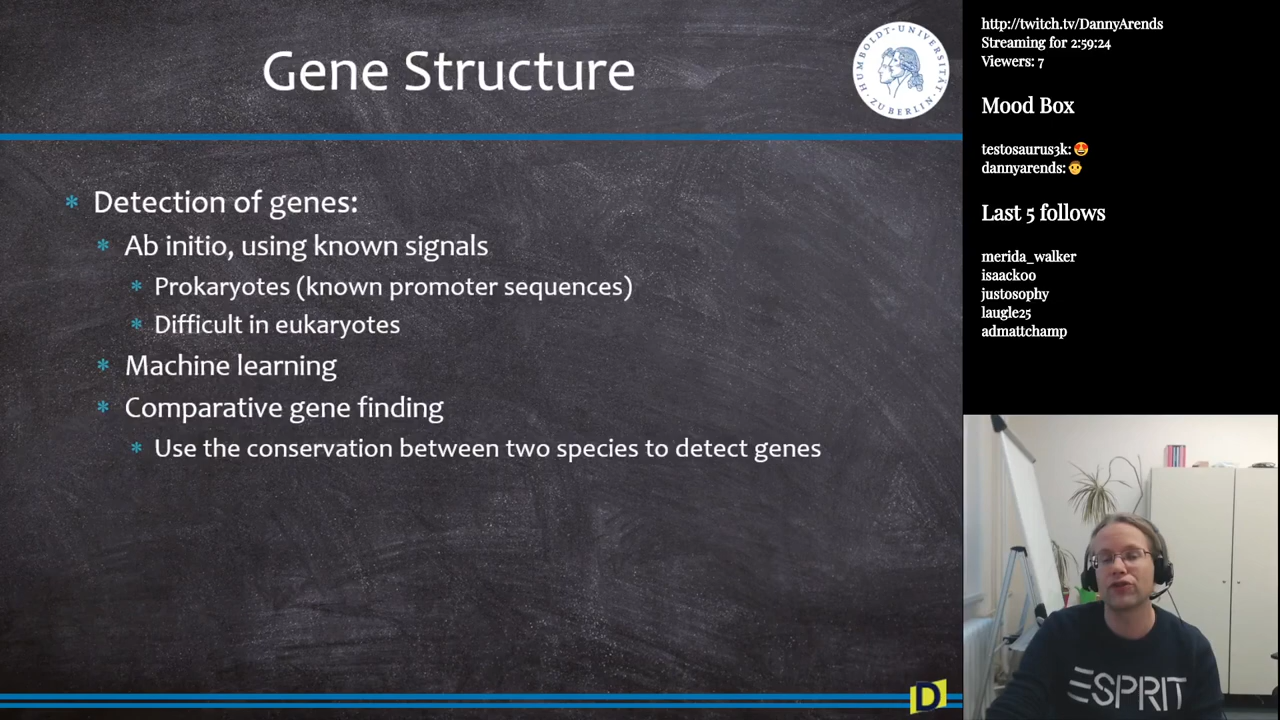 Gene Structure
HUMBOLDT-UNIVERSITÄT
ZU BERLIN
* Detection of genes:
* Ab initio, using known signals
* Prokaryotes (known promoter sequences)
* Difficult in eukaryotes
* Machine learning
* Comparative gene finding
* Use the conservation between two species to detect genes
D
http://twitch.tv/DannyArends
Streaming for 2:59:24
Viewers: 7
Mood Box
testosaurus3k: 😍
dannyarends: 👨
Last 5 follows
merida_walker
isaackoo
justosophy
laugle25
admattchamp
ESPRIT